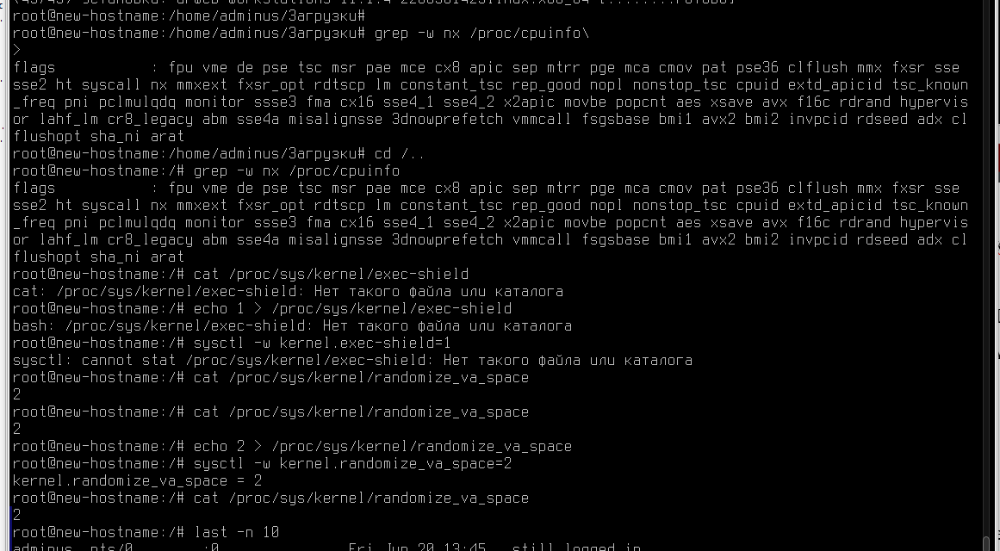 root@new-hostname:/home/adminus/Загрузки#
root@new-hostname:/home/adminus/Загрузки# grep -w nx /proc/cpuinfo\
>
flags           : fpu vme de pse tsc msr pae mce cx8 apic sep mtrr pge mca cmov pat pse36 clflush mmx fxsr sse
sse2 ht syscall nx mmxext fxsr_opt rdtscp lm constant_tsc rep_good nopl nonstop_tsc cpuid extd_apicid tsc_known
_freq pni pclmulqdq monitor ssse3 fma cx16 sse4_1 sse4_2 x2apic movbe popcnt aes xsave avx f16c rdrand hypervis
or lahf_lm cr8_legacy abm sse4a misalignsse 3dnowprefetch vmmcall fsgsbase bmi1 avx2 bmi2 invpcid rdseed adx cl
flushopt sha_ni arat
root@new-hostname:/home/adminus/Загрузки# cd /..
root@new-hostname:/# grep -w nx /proc/cpuinfo
flags           : fpu vme de pse tsc msr pae mce cx8 apic sep mtrr pge mca cmov pat pse36 clflush mmx fxsr sse
sse2 ht syscall nx mmxext fxsr_opt rdtscp lm constant_tsc rep_good nopl nonstop_tsc cpuid extd_apicid tsc_known
_freq pni pclmulqdq monitor ssse3 fma cx16 sse4_1 sse4_2 x2apic movbe popcnt aes xsave avx f16c rdrand hypervis
or lahf_lm cr8_legacy abm sse4a misalignsse 3dnowprefetch vmmcall fsgsbase bmi1 avx2 bmi2 invpcid rdseed adx cl
flushopt sha_ni arat
root@new-hostname:/# cat /proc/sys/kernel/exec-shield
cat: /proc/sys/kernel/exec-shield: Нет такого файла или каталога
root@new-hostname:/# echo 1 > /proc/sys/kernel/exec-shield
bash: /proc/sys/kernel/exec-shield: Нет такого файла или каталога
root@new-hostname:/# sysctl -w kernel.exec-shield=1
sysctl: cannot stat /proc/sys/kernel/exec-shield: Нет такого файла или каталога
root@new-hostname:/# cat /proc/sys/kernel/randomize_va_space
2
root@new-hostname:/# cat /proc/sys/kernel/randomize_va_space
2
root@new-hostname:/# echo 2 > /proc/sys/kernel/randomize_va_space
root@new-hostname:/# sysctl -w kernel.randomize_va_space=2
kernel.randomize_va_space = 2
root@new-hostname:/# cat /proc/sys/kernel/randomize_va_space
2
root@new-hostname:/# last -n 10
adminus  pts/0        :0               Fri Jun 20 13:45   still logged in